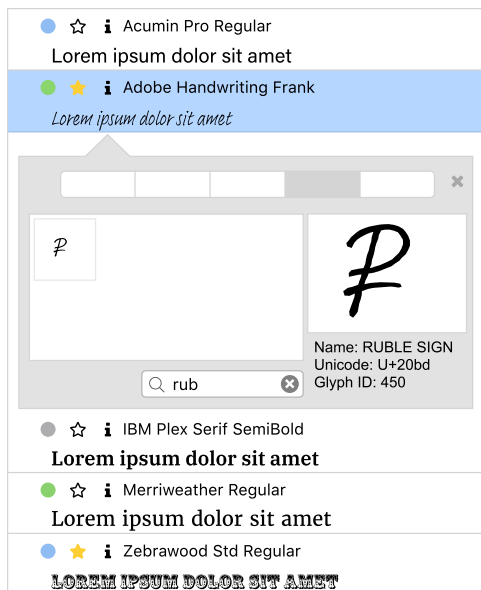 Acumin Pro Regular
Lorem ipsum dolor sit amet
Adobe Handwriting Frank
Lorem ipsum dolor sit amet
₽
₽
Name: RUBLE SIGN
Unicode: U+20bd
Glyph ID: 450
rub
IBM Plex Serif SemiBold
Lorem ipsum dolor sit amet
Merriweather Regular
Lorem ipsum dolor sit amet
Zebrawood Std Regular
LOREM IPSUM DOLOR SIT AMET